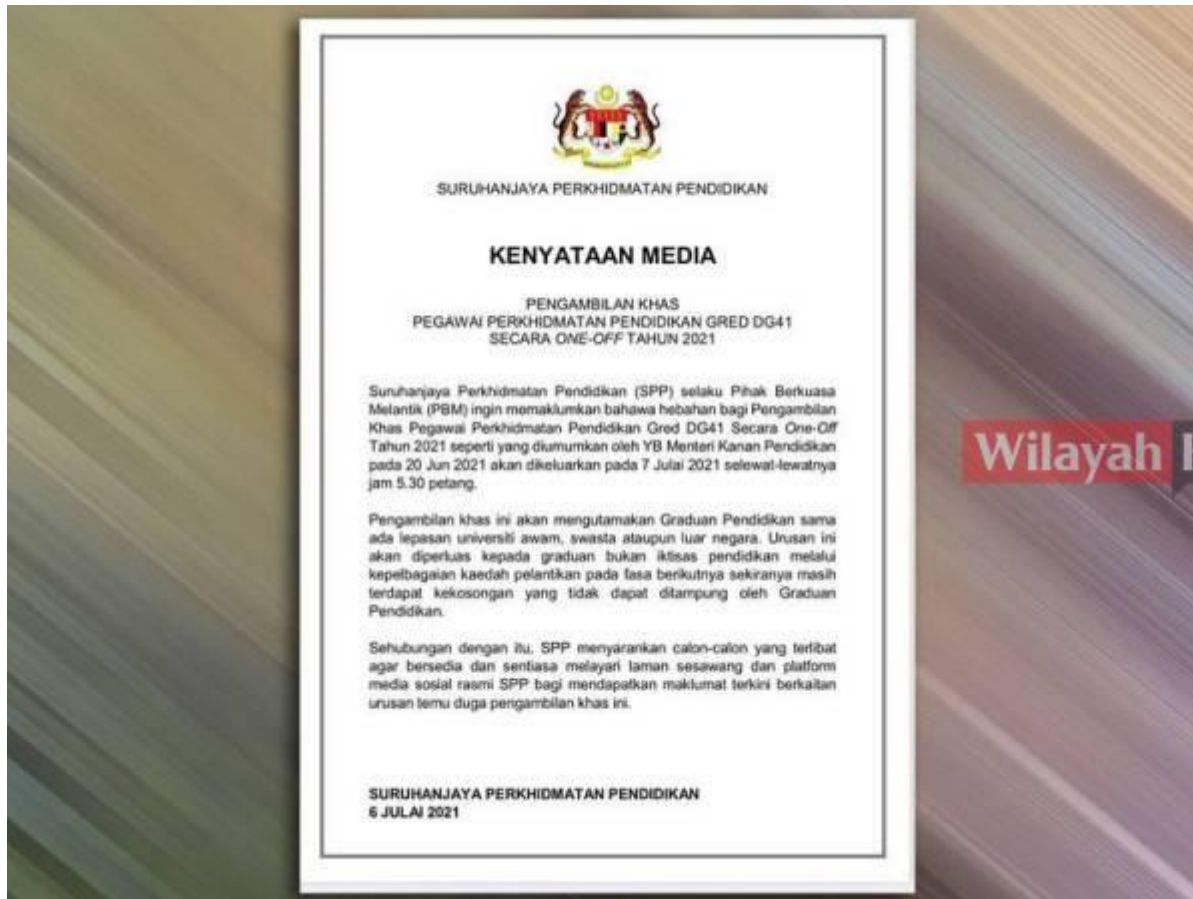 SURUHANJAYA PERKHIDMATAN PENDIDIKAN
KENYATAAN MEDIA
PENGAMBILAN KHAS
PEGAWAI PERKHIDMATAN PENDIDIKAN GRED DG41
SECARA ONE-OFF TAHUN 2021
Suruhanjaya Perkhidmatan Pendidikan (SPP) selaku Pihak Berkuasa
Melantik (PBM) ingin memaklumkan bahawa hebahan bagi Pengambilan
Khas Pegawai Perkhidmatan Pendidikan Gred DG41 Secara One-Off
Tahun 2021 seperti yang diumumkan oleh YB Menteri Kanan Pendidikan
pada 20 Jun 2021 akan dikeluarkan pada 7 Julai 2021 selewat-lewatnya
jam 5.30 petang.
Pengambilan khas ini akan mengutamakan Graduan Pendidikan sama
ada lepasan universiti awam, swasta ataupun luar negara. Urusan ini
akan diperluas kepada graduan bukan iktisas pendidikan melalui
kepelbagaian kaedah pelantikan pada fasa berikutnya sekiranya masih
terdapat kekosongan yang tidak dapat ditampung oleh Graduan
Pendidikan.
Sehubungan dengan itu, SPP menyarankan calon-calon yang terlibat
agar bersedia dan sentiasa melayari laman sesawang dan platform
media sosial rasmi SPP bagi mendapatkan maklumat terkini berkaitan
urusan temu duga pengambilan khas ini.
SURUHANJAYA PERKHIDMATAN PENDIDIKAN
6 JULAI 2021
Wilayah